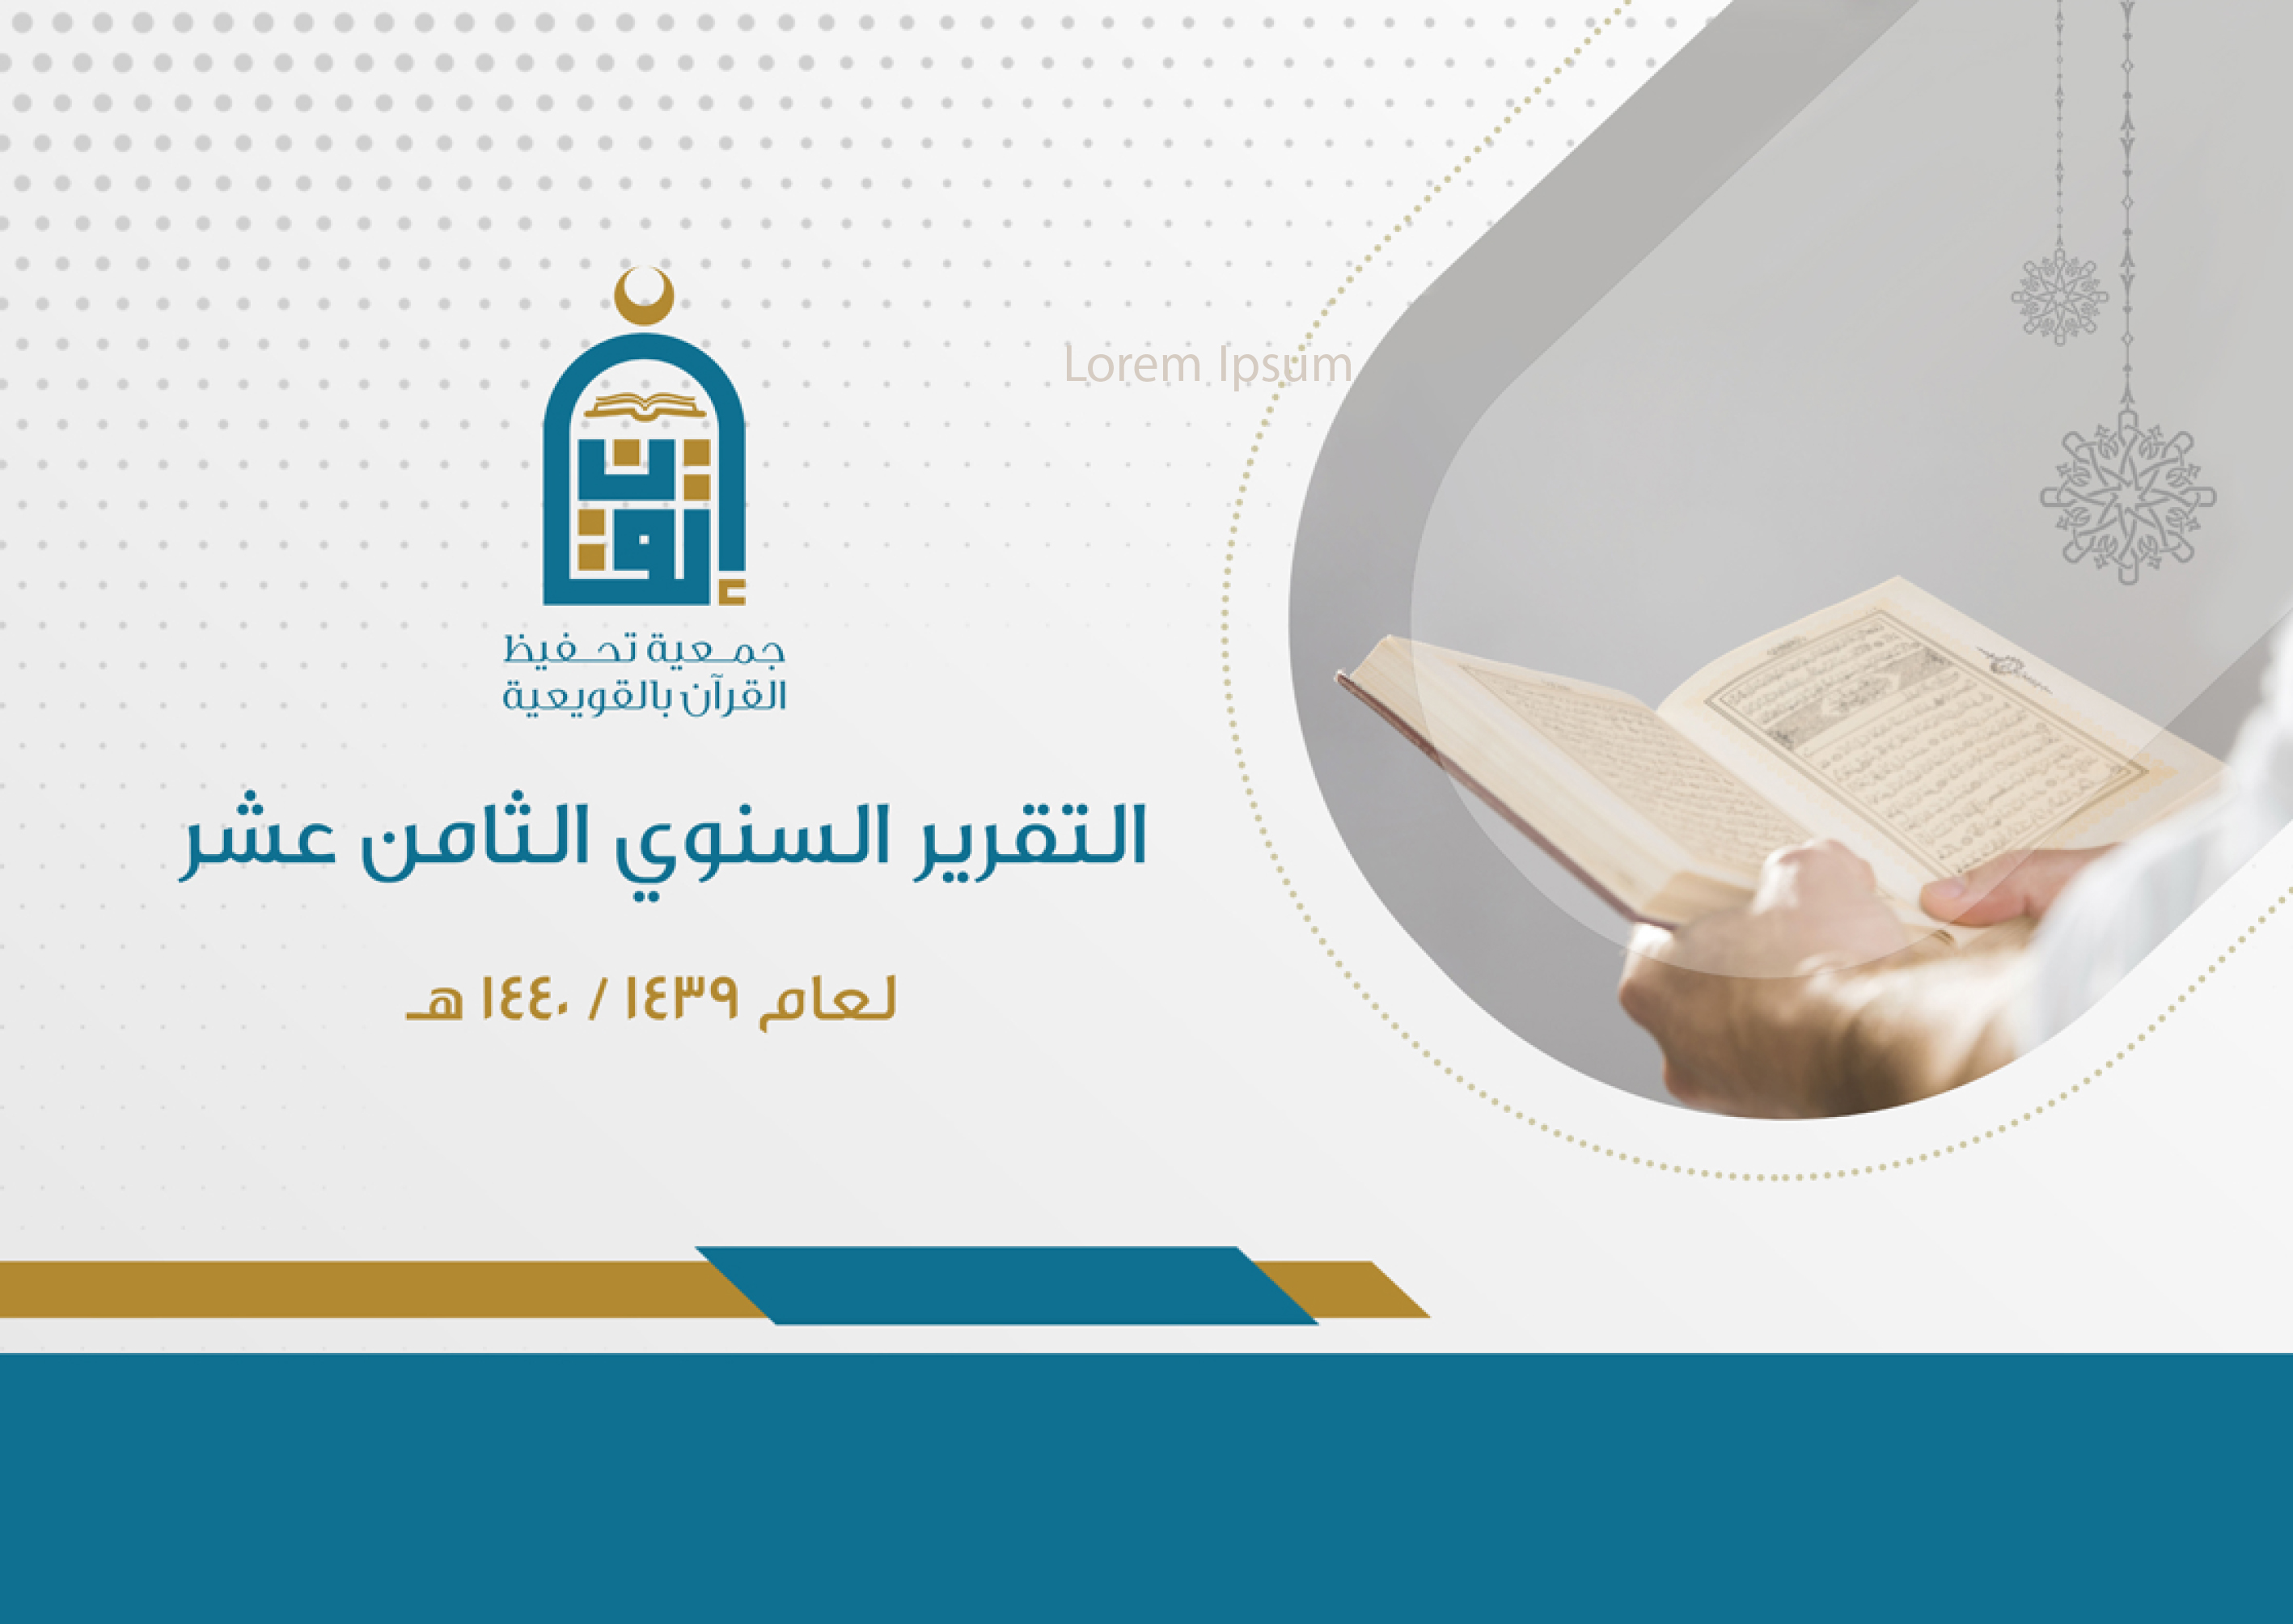 Lorem Ipsum
جمعية تحفيظ
القرآن بالقويعية
التقرير السنوي الثامن عشر
لعام ١٤٣٩ / ١٤٤٠ هـ